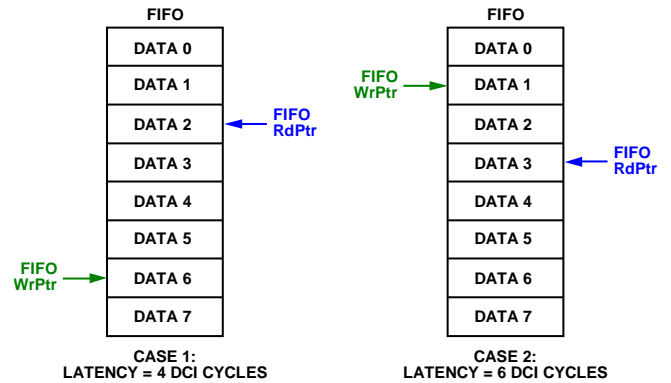 FIFO
DATA 0
DATA 1
DATA 2
DATA 3
DATA 4
DATA 5
DATA 6
DATA 7
FIFO
RdPtr
FIFO
WrPtr
CASE 1:
LATENCY = 4 DCI CYCLES
FIFO
DATA 0
DATA 1
DATA 2
DATA 3
DATA 4
DATA 5
DATA 6
DATA 7
FIFO
WrPtr
FIFO
RdPtr
CASE 2:
LATENCY = 6 DCI CYCLES